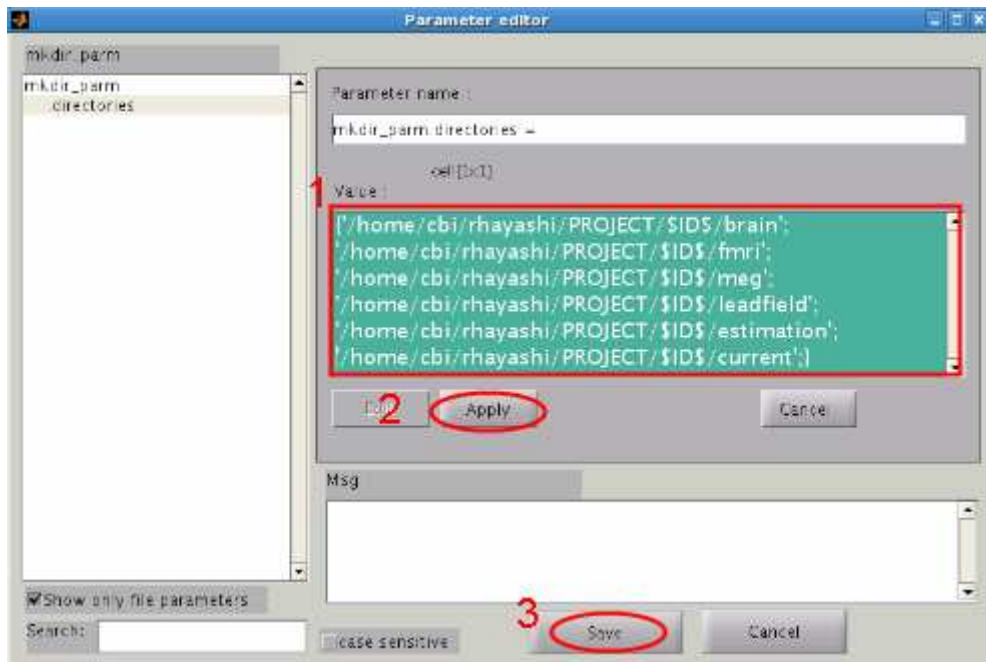 Parameter editor
mkdir_parm
mkdir_parm
directories
Parameter name :
mkdir_parm.directories =
cell [1x1]
1
Value :
{'/home/cbi/rhayashi/PROJECT/$ID$/brain';
'/home/cbi/rhayashi/PROJECT/$ID$/fmri';
'/home/cbi/rhayashi/PROJECT/$ID$/meg';
'/home/cbi/rhayashi/PROJECT/$ID$/leadfield';
'/home/cbi/rhayashi/PROJECT/$ID$/estimation';
'/home/cbi/rhayashi/PROJECT/$ID$/current';}
2
Apply
Cancel
Msg
Show only file parameters
3
Save
Cancel
Search:
case sensitive